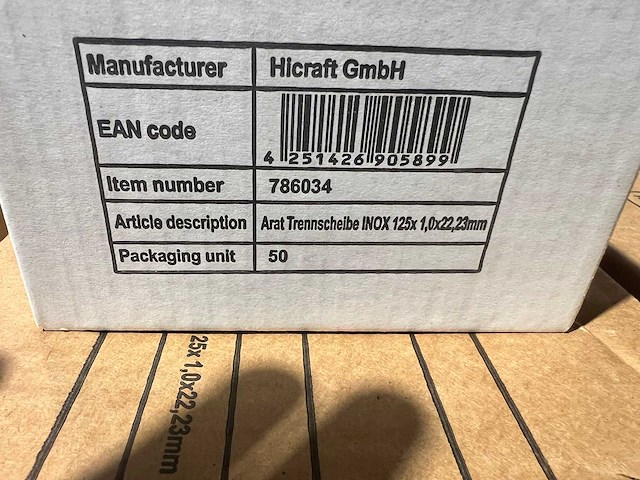 Manufacturer Hicraft GmbH
EAN code 4 251426 905899
Item number 786034
Article description Arat Trennscheibe INOX 125x 1,0x22,23mm
Packaging unit 50
25x 1,0x22,23mm